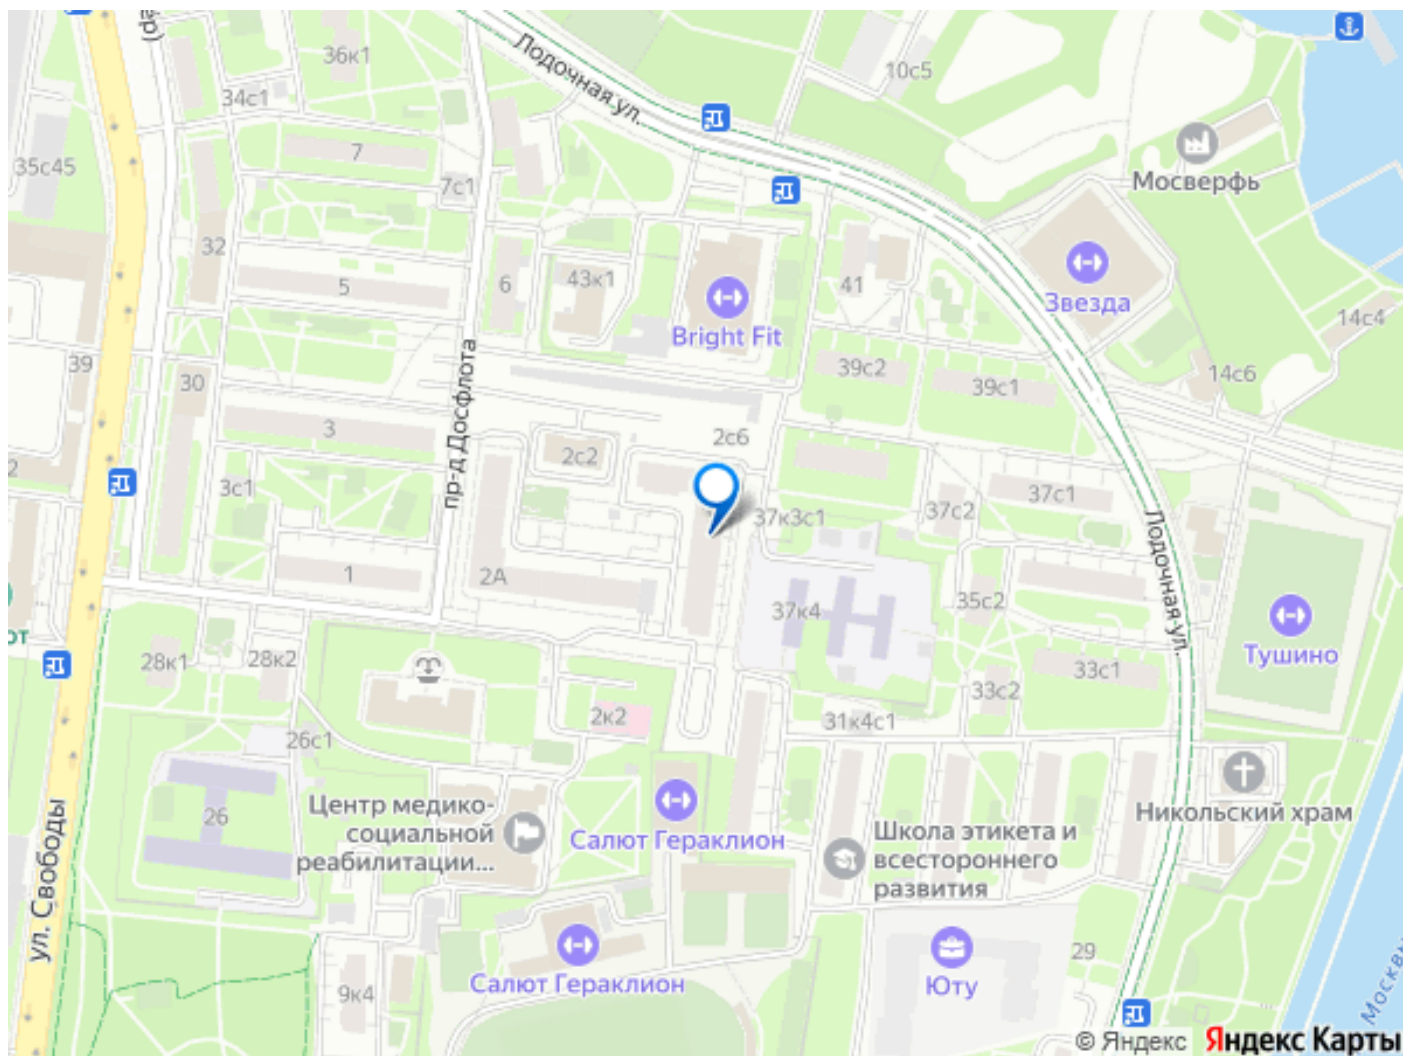 36к1
Лодочная ул.
10с5
34с1
35с45
7
7с1
Мосверфь
32
5
6
43к1
41
Звезда
14с4
Bright Fit
39
30
39с2
39с1
14с6
пр-д Досфлота
3
2с6
2с2
3с1
37с1
37с2
37к3с1
Лодочная ул.
1
2А
37к4
35с2
Тушино
28к1
28к2
33с1
33с2
2к2
31к4с1
26с1
ул. Свободы
26
Центр медико-
социальной
реабилитации...
Салют Гераклион
Школа этикета и
всестороннего
развития
Никольский храм
Салют Гераклион
9к4
Юту
29
© Яндекс Яндекс Карты